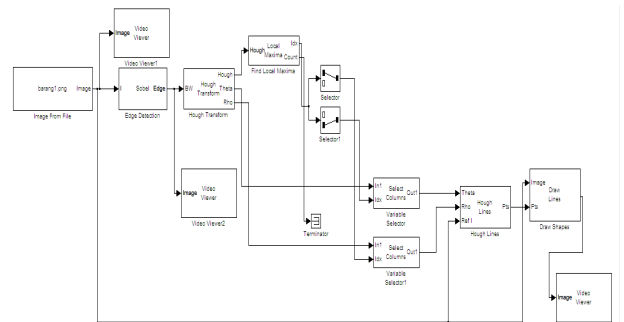 Image
Video
Viewer
Video Viewer1
barang1.png
Image
Image From File
I
Sobel
Edge
Edge Detection
BW
Hough
Transform
Hough
Theta
Rho
Hough Transform
Hough
Local
Maxima
Idx
Count
Find Local Maxima
Selector
Selector1
Image
Video
Viewer
Video Viewer2
Terminator
In1
Idx
Select
Columns
Out1
Variable
Selector
In1
Idx
Select
Columns
Out1
Variable
Selector1
Theta
Rho
Ref I
Hough
Lines
Pts
Hough Lines
Image
Pts
Draw
Lines
Draw Shapes
Image
Video
Viewer